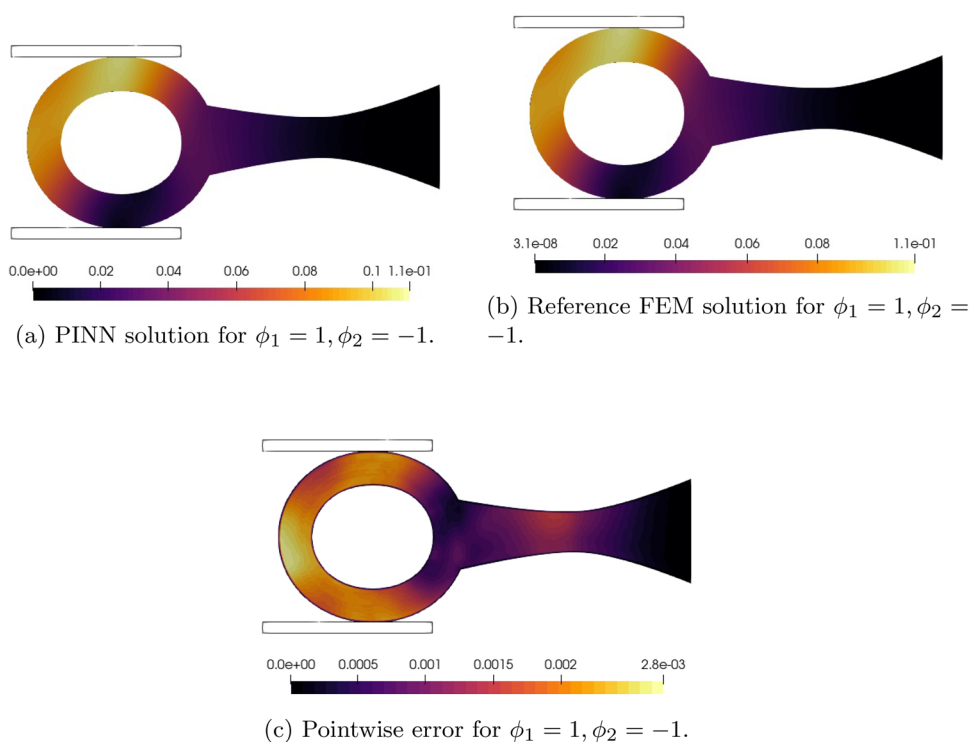 0.0e+00 0.02 0.04 0.06 0.08 0.1 1.1e-01
(a) PINN solution for ϕ₁ = 1, ϕ₂ = −1.
3.1e-08 0.02 0.04 0.06 0.08 1.1e-01
(b) Reference FEM solution for ϕ₁ = 1, ϕ₂ =
−1.
0.0e+00 0.0005 0.001 0.0015 0.002 2.8e-03
(c) Pointwise error for ϕ₁ = 1, ϕ₂ = −1.